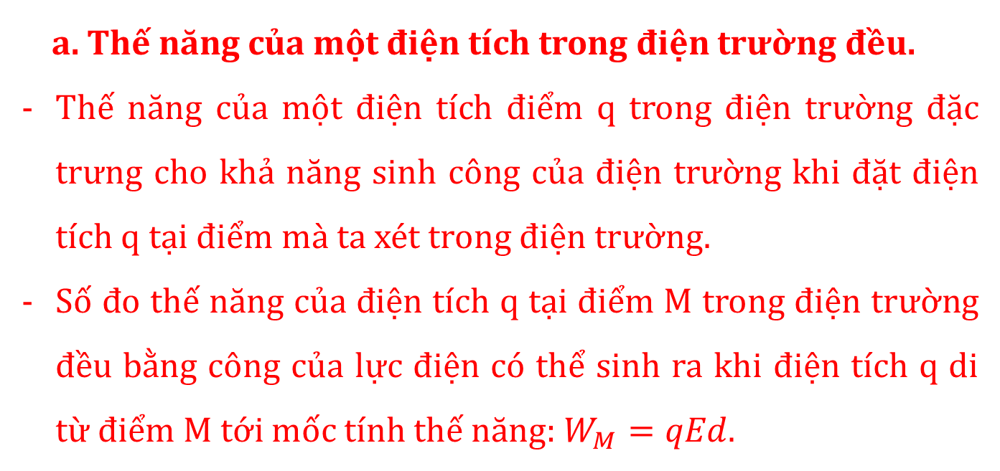 a. Thế năng của một điện tích trong điện trường đều.
- Thế năng của một điện tích điểm q trong điện trường đặc
trưng cho khả năng sinh công của điện trường khi đặt điện
tích q tại điểm mà ta xét trong điện trường.
- Số đo thế năng của điện tích q tại điểm M trong điện trường
đều bằng công của lực điện có thể sinh ra khi điện tích q di
từ điểm M tới mốc tính thế năng: W_M = qEd.